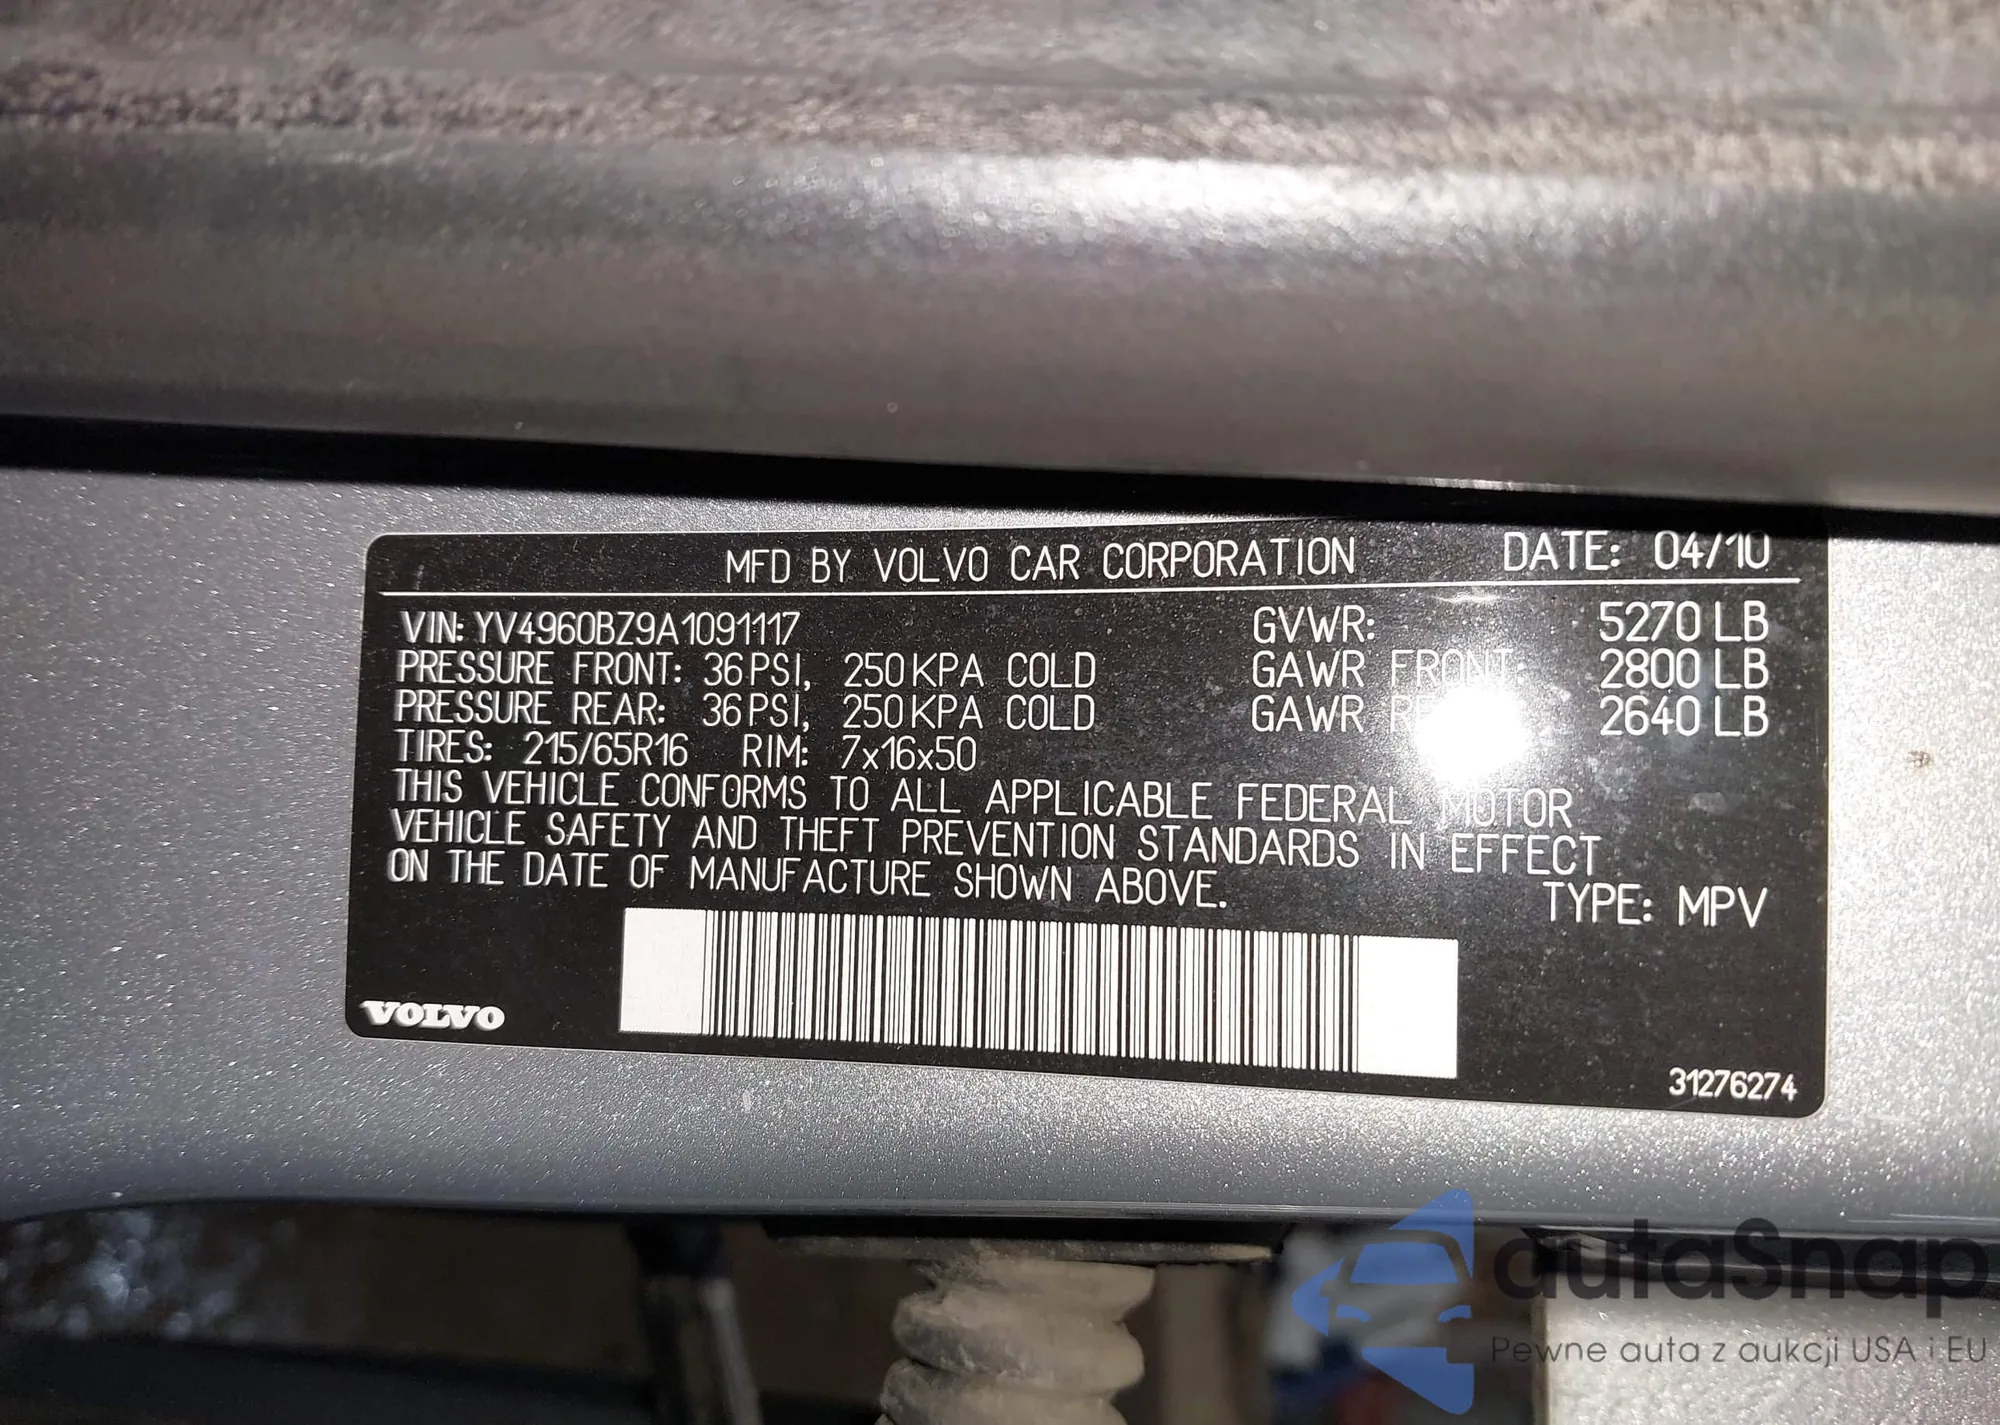 MFD BY VOLVO CAR CORPORATION DATE: 04/10
VIN: YV4960BZ9A1091117 GVWR: 5270 LB
PRESSURE FRONT: 36 PSI, 250 KPA COLD GAWR FRONT: 2800 LB
PRESSURE REAR: 36 PSI, 250 KPA COLD GAWR 2640 LB
TIRES: 215/65R16 RIM: 7x16x50
THIS VEHICLE CONFORMS TO ALL APPLICABLE FEDERAL MOTOR
VEHICLE SAFETY AND THEFT PREVENTION STANDARDS IN EFFECT
ON THE DATE OF MANUFACTURE SHOWN ABOVE.
TYPE: MPV
VOLVO
31276274
autoSnap
Pewne auta z aukcji USA i EU